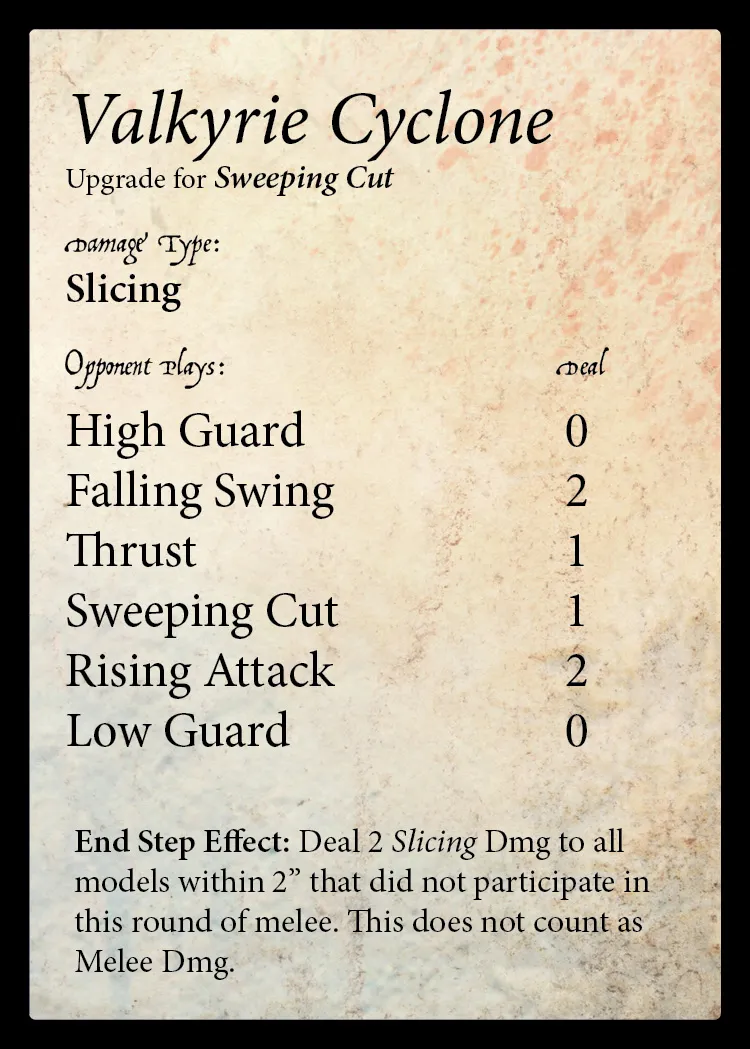 Valkyrie Cyclone
Upgrade for Sweeping Cut
Damage Type:
Slicing
Opponent Plays: Deal
High Guard 0
Falling Swing 2
Thrust 1
Sweeping Cut 1
Rising Attack 2
Low Guard 0
End Step Effect: Deal 2 Slicing Dmg to all
models within 2” that did not participate in
this round of melee. This does not count as
Melee Dmg.